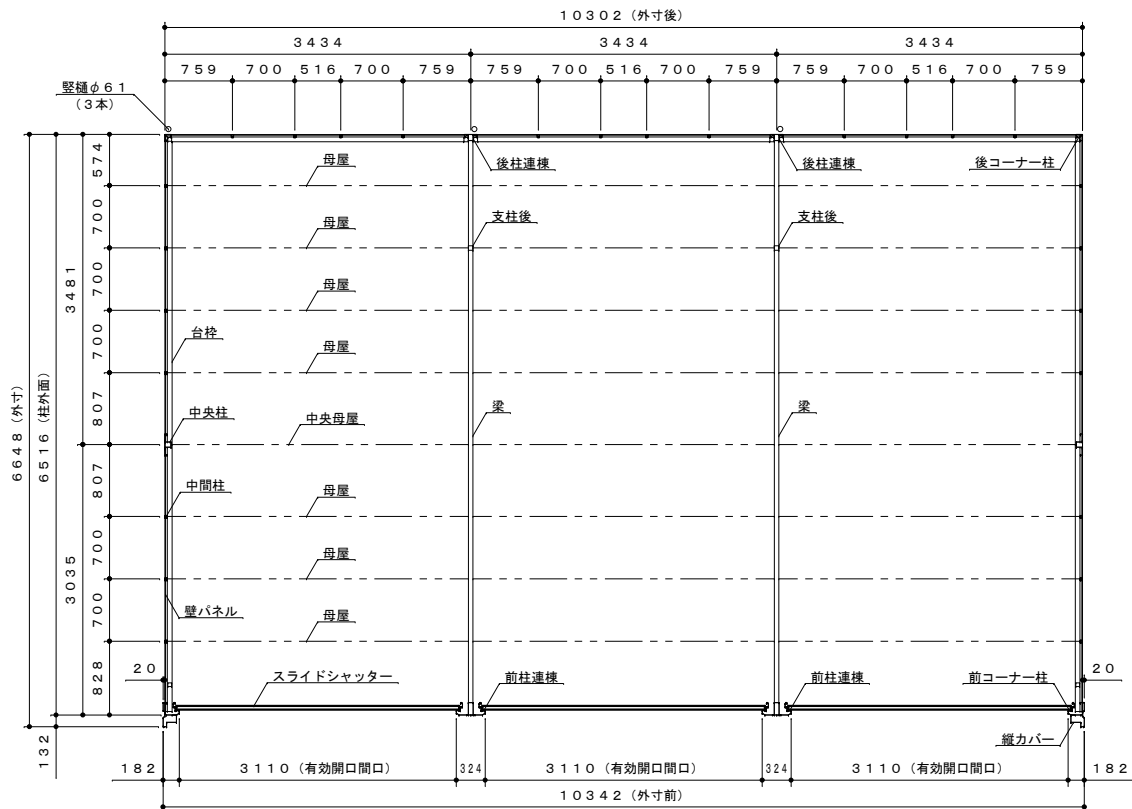 10302(外寸後)
3434 3434 3434
759 700 516 700 759 759 700 516 700 759 759 700 516 700 759
竪樋φ61
(3本)
574
母屋
後柱連棟
後柱連棟
後コーナー柱
700
母屋
支柱後
支柱後
700
母屋
3481
700
台枠
母屋
807
中央柱
中央母屋
梁
梁
6648(外寸)
6516(柱外面)
807
中間柱
母屋
700
3035
母屋
700
壁パネル
母屋
828
20
スライドシャッター
前柱連棟
前柱連棟
前コーナー柱
20
132
縦カバー
182 3110(有効開口間口) 324 3110(有効開口間口) 324 3110(有効開口間口) 182
10342(外寸前)